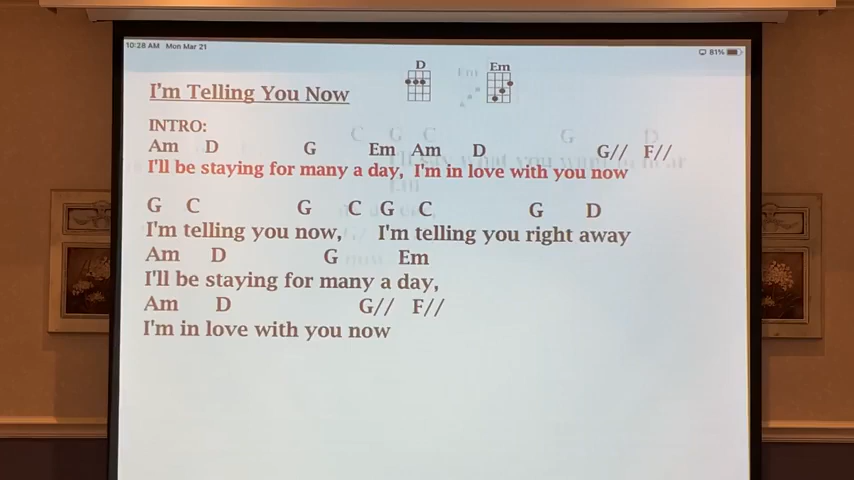 10:28 AM Mon Mar 21
81%
D
Em
I'm Telling You Now
INTRO:
Am D G Em Am D G// F//
I'll be staying for many a day, I'm in love with you now
G C G C G C G D
I'm telling you now, I'm telling you right away
Am D G Em
I'll be staying for many a day,
Am D G// F//
I'm in love with you now